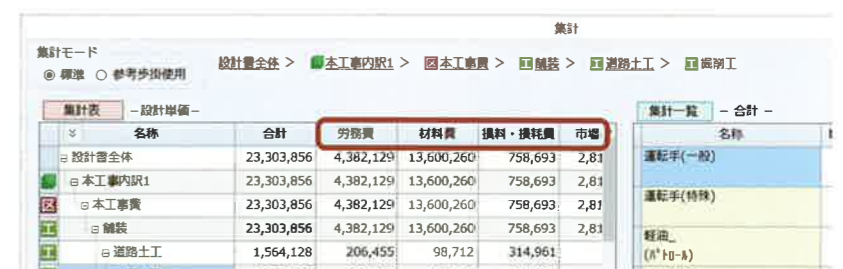 集計
集計モード
標準 参考歩掛使用
設計書全体 > 本工事内訳1 > 本工事費 > 舗装 > 道路土工 > 掘削工
集計表 －設計単価－
名称 合計 労務費 材料費 損料・損耗費 市場
設計書全体 23,303,856 4,382,129 13,600,260 758,693 2,81
本工事内訳1 23,303,856 4,382,129 13,600,260 758,693 2,81
本工事費 23,303,856 4,382,129 13,600,260 758,693 2,81
舗装 23,303,856 4,382,129 13,600,260 758,693 2,81
道路土工 1,564,128 206,455 98,712 314,961
集計一覧 － 合計 －
名称
運転手(一般)
運転手(特殊)
軽油_
(ﾊﾟﾄﾛｰﾙ)